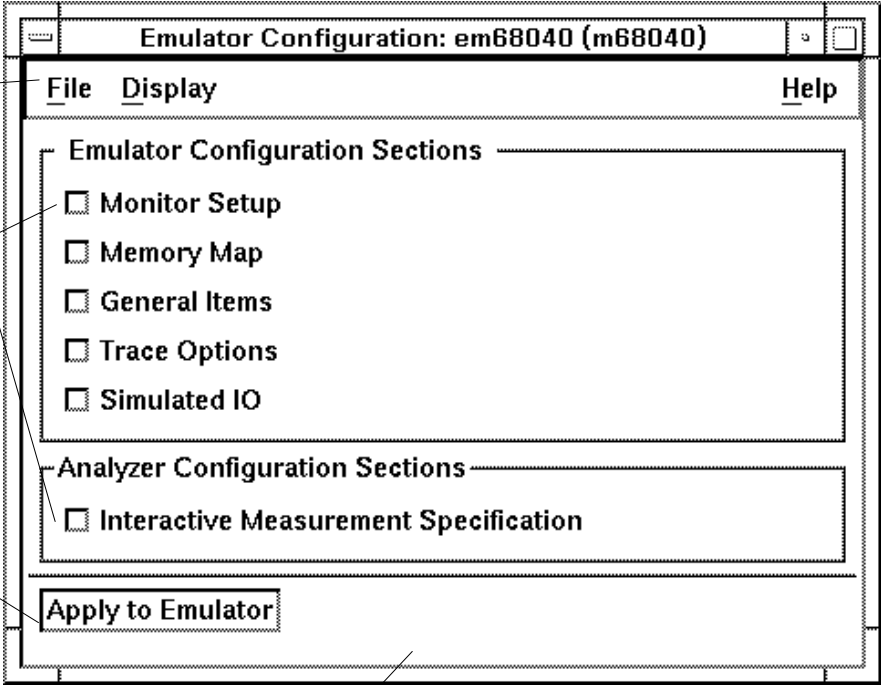 Emulator Configuration: em68040 (m68040)
File Display Help
Emulator Configuration Sections
Monitor Setup
Memory Map
General Items
Trace Options
Simulated IO
Analyzer Configuration Sections
Interactive Measurement Specification
Apply to Emulator